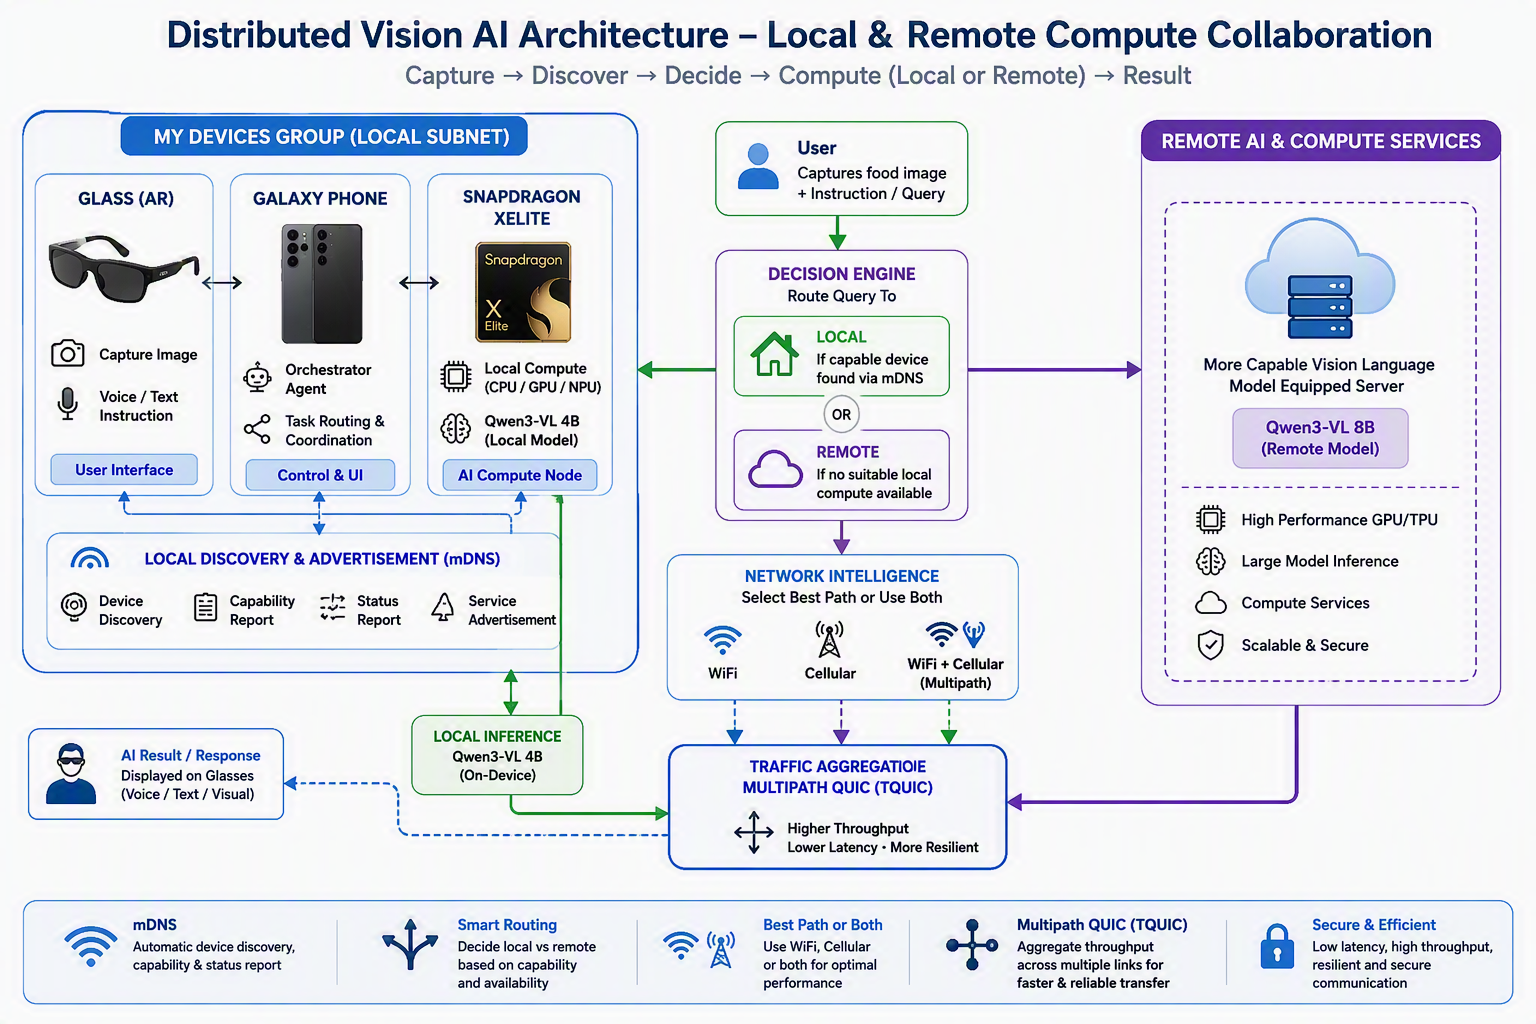 Distributed Vision AI Architecture – Local & Remote Compute Collaboration
Capture → Discover → Decide → Compute (Local or Remote) → Result
MY DEVICES GROUP (LOCAL SUBNET)
GLASS (AR)
Capture Image
Voice / Text
Instruction
User Interface
GALAXY PHONE
Orchestrator
Agent
Task Routing &
Coordination
Control & UI
SNAPDRAGON
XELITE
Snapdragon
X
Elite
Local Compute
(CPU / GPU / NPU)
Qwen3-VL 4B
(Local Model)
AI Compute Node
LOCAL DISCOVERY & ADVERTISEMENT (mDNS)
Device
Discovery
Capability
Report
Status
Report
Service
Advertisement
User
Captures food image
+ Instruction / Query
DECISION ENGINE
Route Query To
LOCAL
If capable device
found via mDNS
OR
REMOTE
If no suitable local
compute available
NETWORK INTELLIGENCE
Select Best Path or Use Both
WiFi
Cellular
WiFi + Cellular
(Multipath)
REMOTE AI & COMPUTE SERVICES
More Capable Vision Language
Model Equipped Server
Qwen3-VL 8B
(Remote Model)
High Performance GPU/TPU
Large Model Inference
Compute Services
Scalable & Secure
AI Result / Response
Displayed on Glasses
(Voice / Text / Visual)
LOCAL INFERENCE
Qwen3-VL 4B
(On-Device)
TRAFFIC AGGREGATIOIE
MULTIPATH QUIC (TQUIC)
Higher Throughput
Lower Latency • More Resilient
mDNS
Automatic device discovery,
capability & status report
Smart Routing
Decide local vs remote
based on capability
and availability
Best Path or Both
Use WiFi, Cellular
or both for optimal
performance
Multipath QUIC (TQUIC)
Aggregate throughput
across multiple links for
faster & reliable transfer
Secure & Efficient
Low latency, high throughput,
resilient and secure
communication